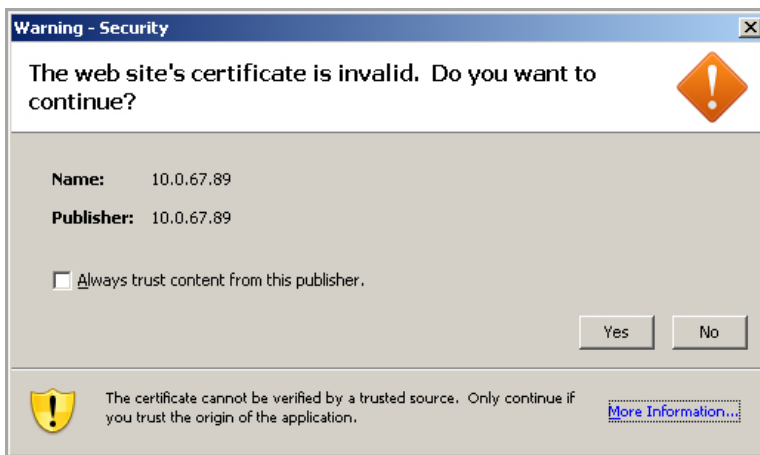 Warning - Security
The web site's certificate is invalid. Do you want to
continue?
Name: 10.0.67.89
Publisher: 10.0.67.89
Always trust content from this publisher.
Yes No
The certificate cannot be verified by a trusted source. Only continue if
you trust the origin of the application.
More Information...